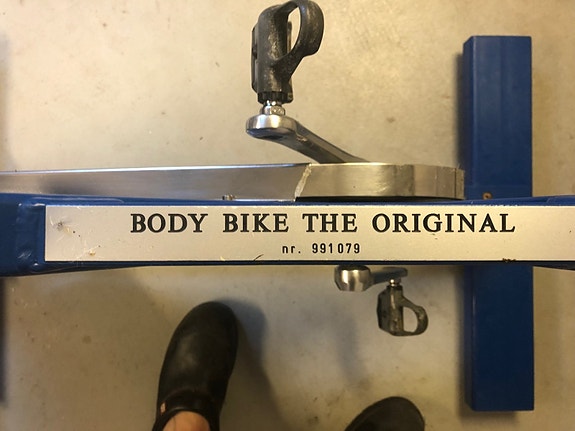 BODY BIKE THE ORIGINAL
nr. 991079